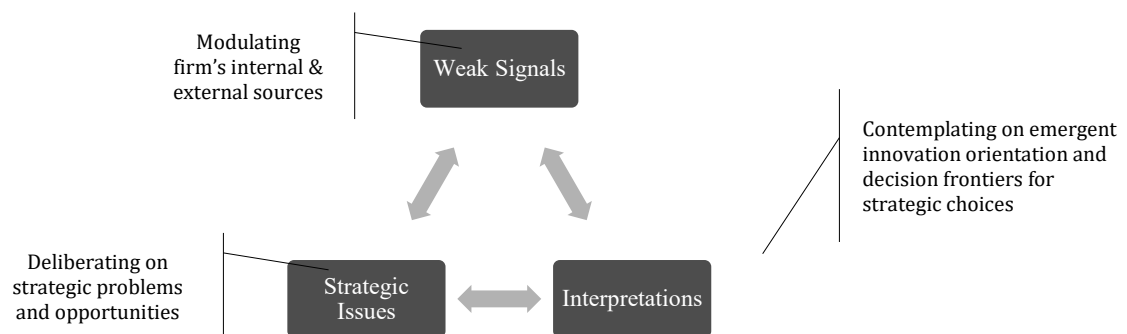 Modulating
firm’s internal &
external sources
Weak Signals
Contemplating on emergent
innovation orientation and
decision frontiers for
strategic choices
Deliberating on
strategic problems
and opportunities
Strategic
Issues
Interpretations